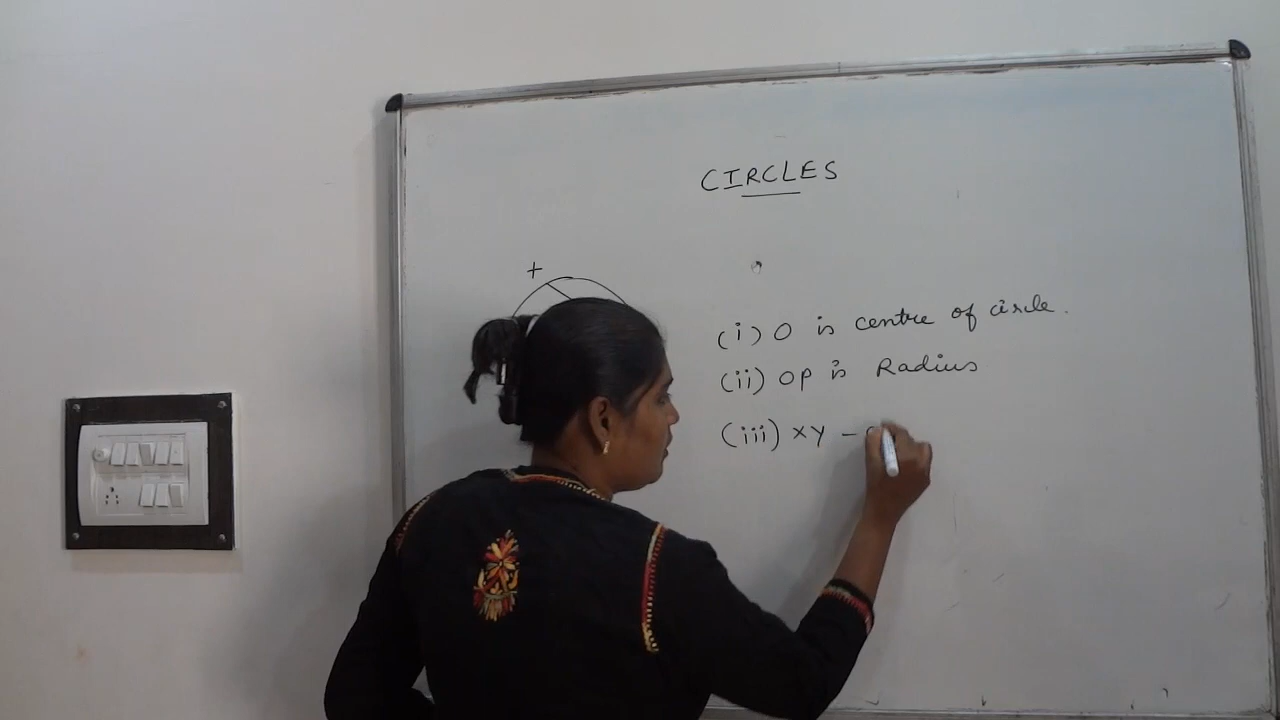 CIRCLES
+
(i) O is centre of circle.
(ii) OP is Radius
(iii) XY -